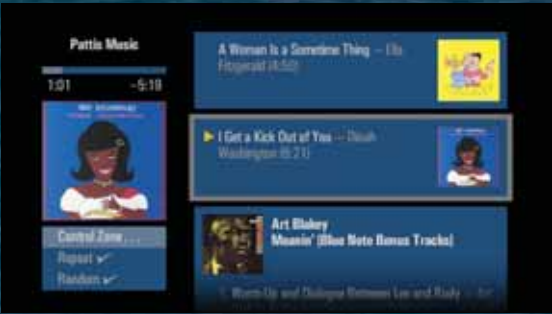 Pattis Music
1:01 -5:19
Control Zone . . .
Repeat ✓
Random ✓
A Woman Is a Sometime Thing – Ella
Fitzgerald (4:50)
I Get a Kick Out of You – Dinah
Washington (6:21)
Art Blakey
Moanin' (Blue Note Bonus Tracks)
Warm-Up and Dialogue Between Lee and Rudy –